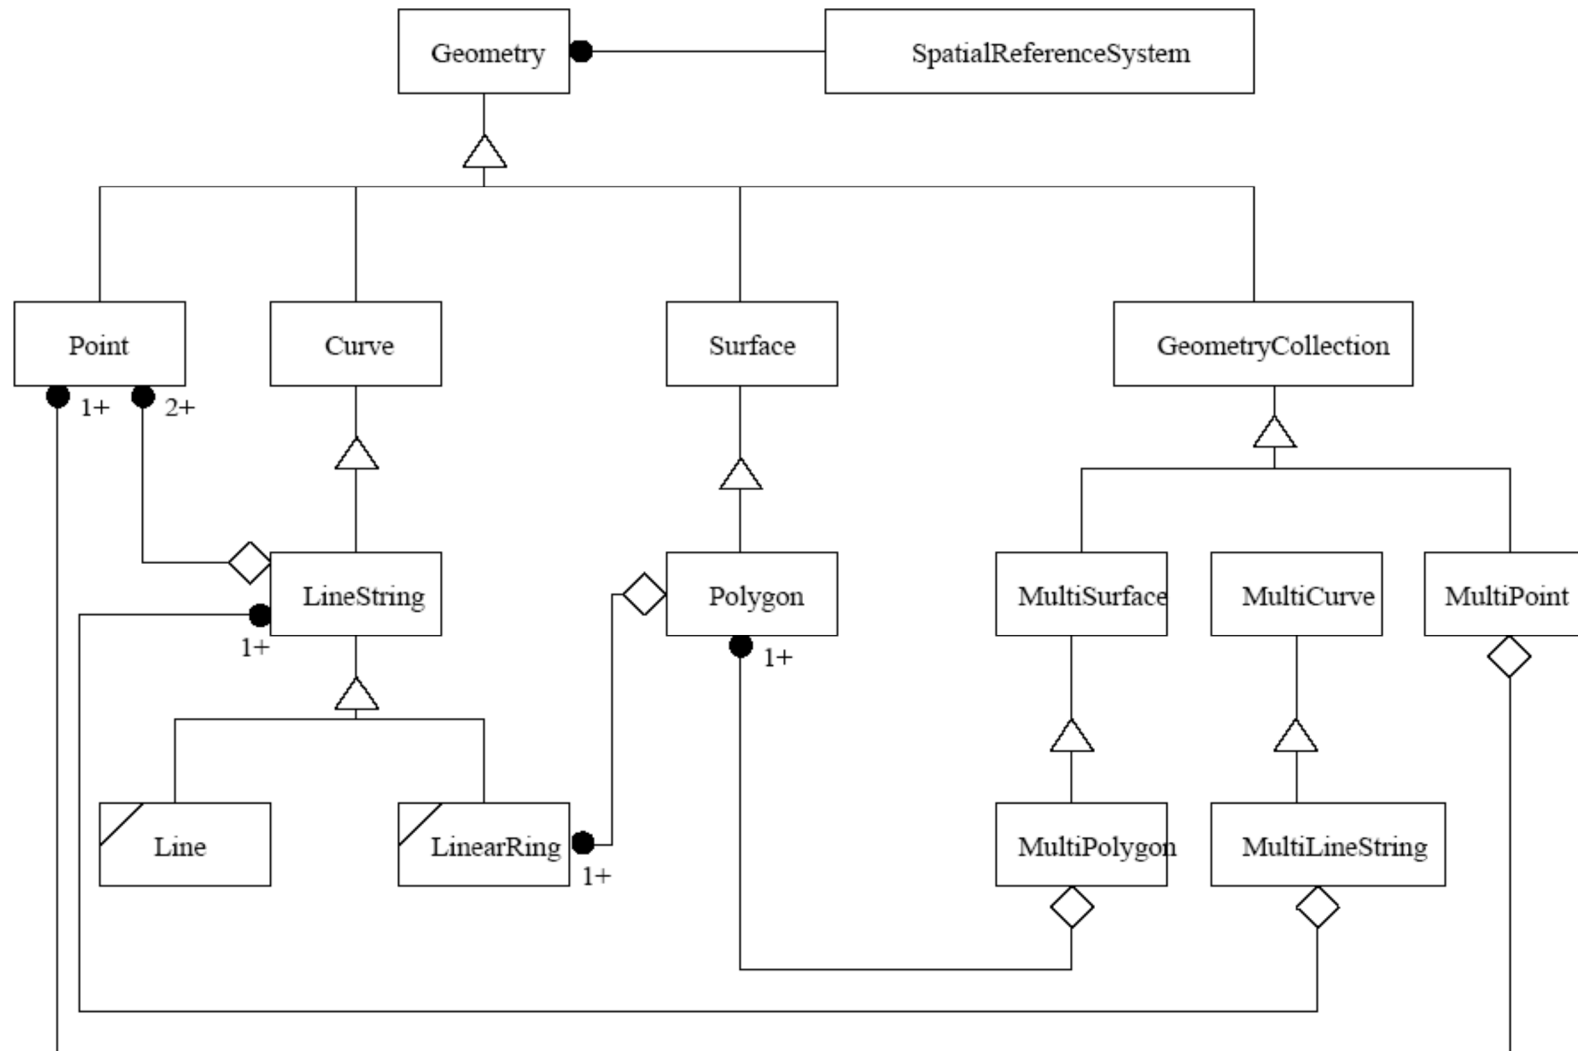 Geometry
SpatialReferenceSystem
Point
Curve
Surface
GeometryCollection
1+
2+
LineString
Polygon
MultiSurface
MultiCurve
MultiPoint
1+
1+
Line
LinearRing
MultiPolygon
MultiLineString
1+